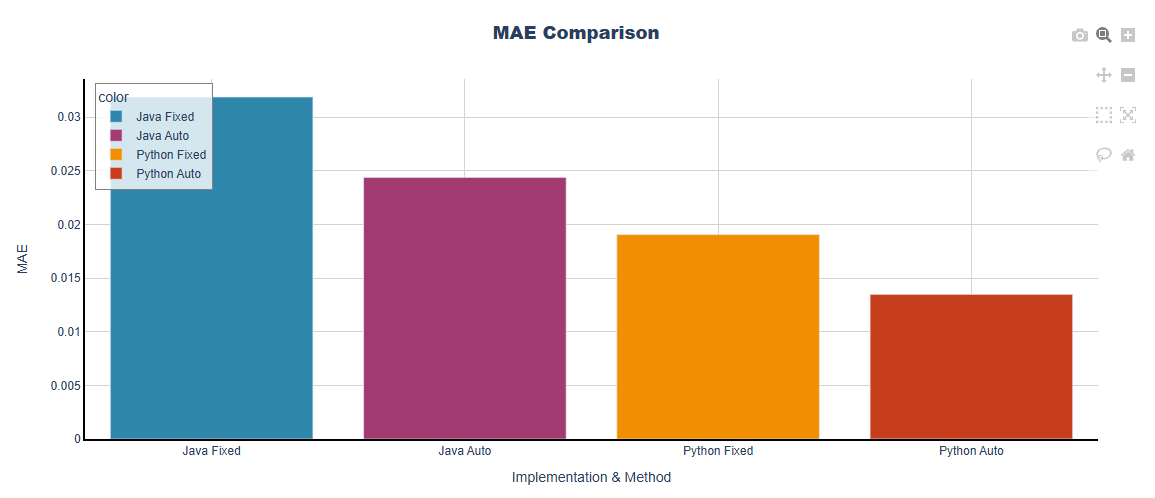 MAE Comparison
color
Java Fixed
Java Auto
Python Fixed
Python Auto
0.03
0.025
0.02
0.015
0.01
0.005
0
MAE
Java Fixed
Java Auto
Python Fixed
Python Auto
Implementation & Method